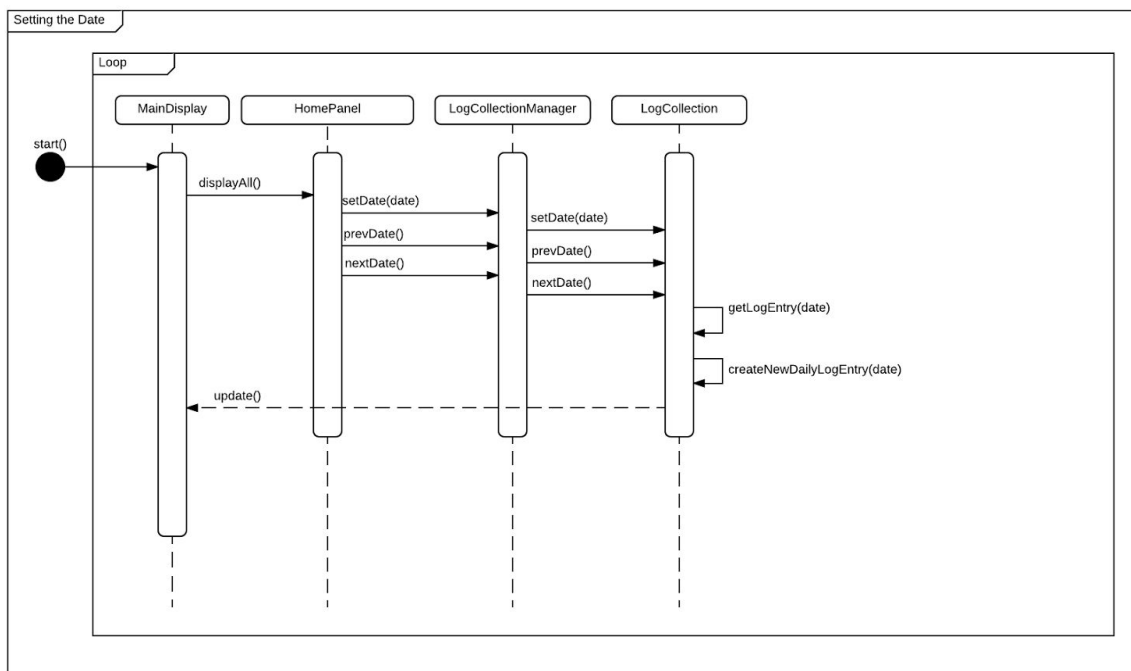 Setting the Date
Loop
MainDisplay
HomePanel
LogCollectionManager
LogCollection
start()
displayAll()
setDate(date)
setDate(date)
prevDate()
prevDate()
nextDate()
nextDate()
getLogEntry(date)
createNewDailyLogEntry(date)
update()